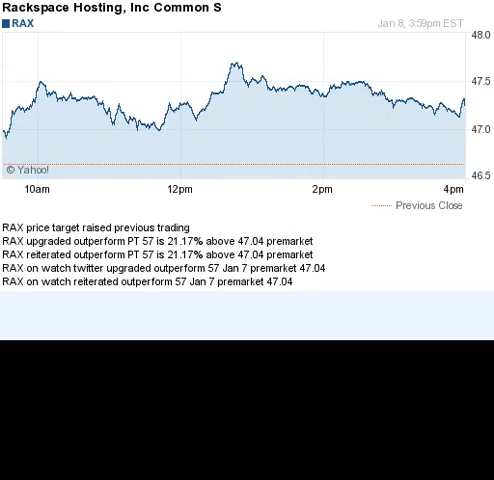 Rackspace Hosting, Inc Common S
RAX Jan 8, 3:59pm EST
48.0
47.5
47.0
46.5
© Yahoo!
10am 12pm 2pm 4pm
Previous Close
RAX price target raised previous trading
RAX upgraded outperform PT 57 is 21.17% above 47.04 premarket
RAX reiterated outperform PT 57 is 21.17% above 47.04 premarket
RAX on watch twitter upgraded outperform 57 Jan 7 premarket 47.04
RAX on watch reiterated outperform 57 Jan 7 premarket 47.04